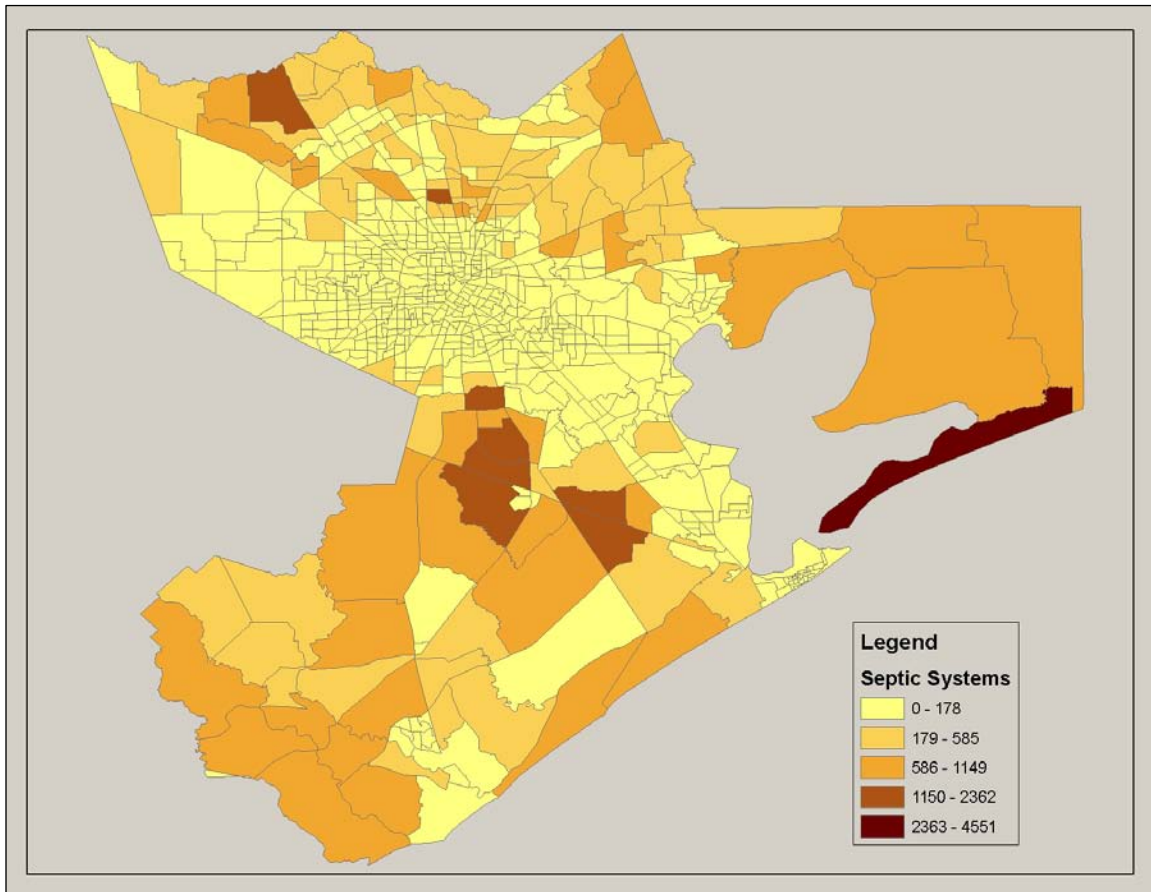 Legend
Septic Systems
0 - 178
179 - 585
586 - 1149
1150 - 2362
2363 - 4551